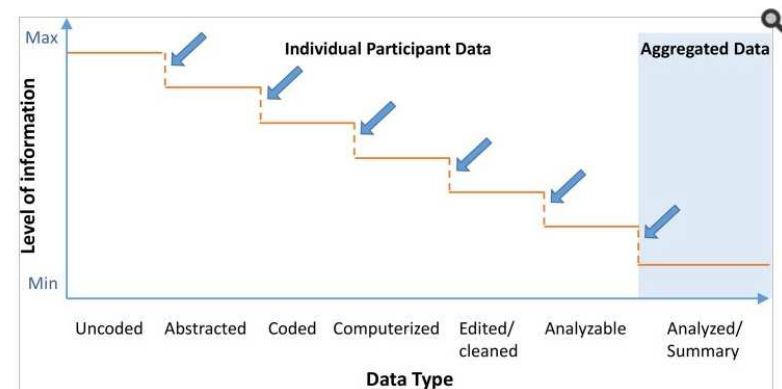 Max
Individual Participant Data
Aggregated Data
Level of information
Min
Uncoded
Abstracted
Coded
Computerized
Edited/
cleaned
Analyzable
Analyzed/
Summary
Data Type